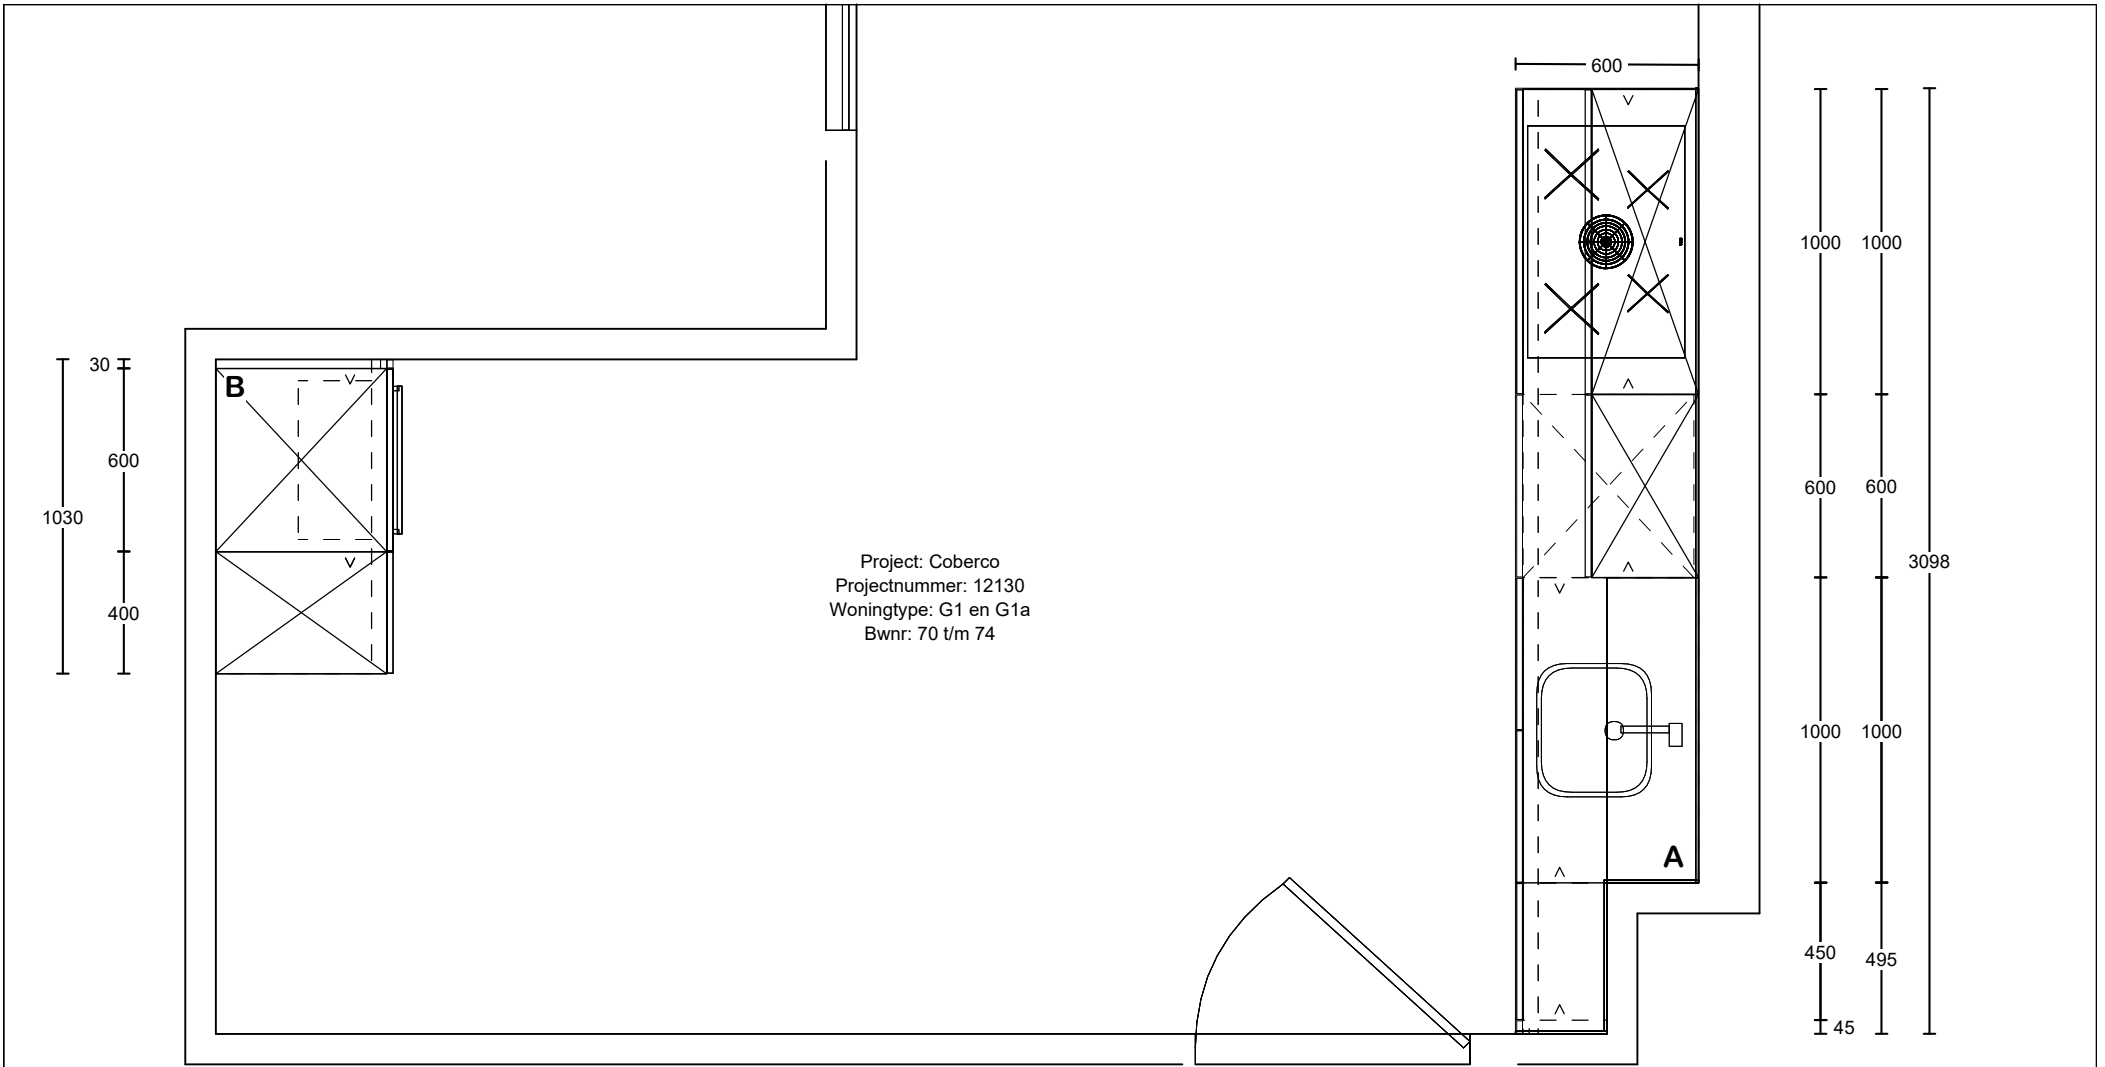 600
1000 1000
30
B
600
1030
400
600 600
3098
Project: Coberco
Projectnummer: 12130
Woningtype: G1 en G1a
Bwnr: 70 t/m 74
1000 1000
A
450 495
45